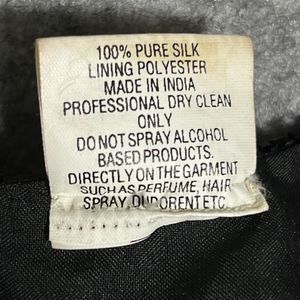 100% PURE SILK
LINING POLYESTER
MADE IN INDIA
PROFESSIONAL DRY CLEAN
ONLY
DO NOT SPRAY ALCOHOL
BASED PRODUCTS.
DIRECTLY ON THE GARMENT
SUCH AS PERFUME, HAIR
SPRAY, DUDORENT ETC.